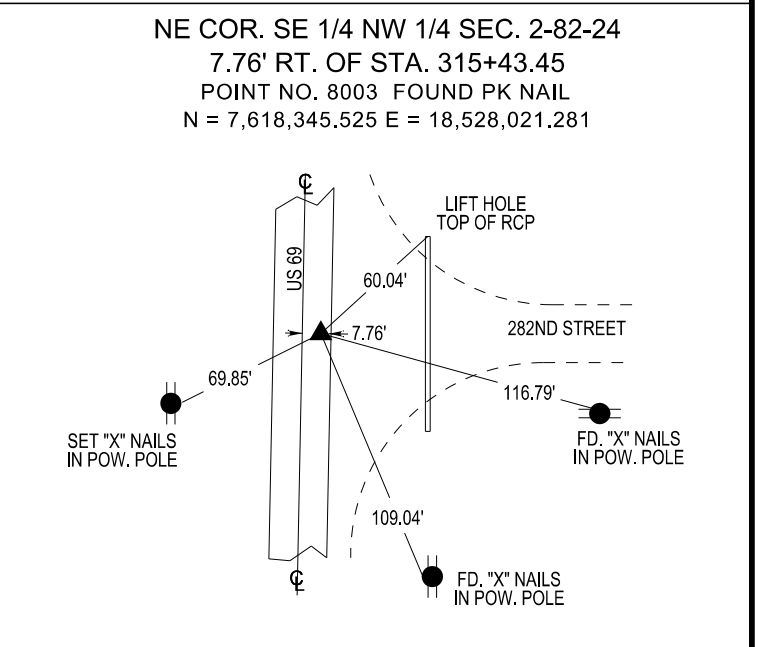 NE COR. SE 1/4 NW 1/4 SEC. 2-82-24
7.76' RT. OF STA. 315+43.45
POINT NO. 8003 FOUND PK NAIL
N = 7,618,345.525 E = 18,528,021.281
℄
LIFT HOLE
TOP OF RCP
US 69
60.04'
7.76'
282ND STREET
69.85'
116.79'
SET "X" NAILS
IN POW. POLE
FD. "X" NAILS
IN POW. POLE
109.04'
℄
FD. "X" NAILS
IN POW. POLE